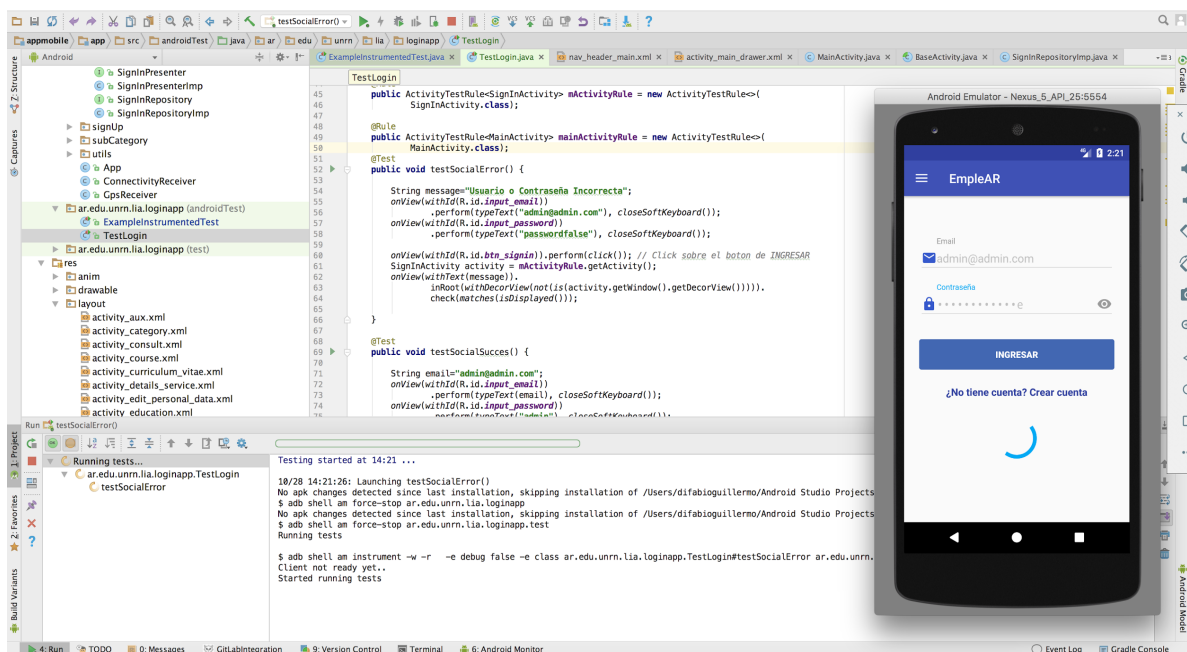 testSocialError()
appmobile app src androidTest java ar edu unrn lia loginapp TestLogin
Android
ExampleInstrumentedTest.java
TestLogin.java
nav_header_main.xml
activity_main_drawer.xml
MainActivity.java
BaseActivity.java
SignInRepositoryImp.java
TestLogin
Z: Structure
Captures
1: Project
2: Favorites
Build Variants
Gradle
Android Model
SignInPresenter
SignInPresenterImp
SignInRepository
SignInRepositoryImp
signUp
subCategory
utils
App
ConnectivityReceiver
GpsReceiver
ar.edu.unrn.lia.loginapp (androidTest)
ExampleInstrumentedTest
TestLogin
ar.edu.unrn.lia.loginapp (test)
res
anim
drawable
layout
activity_aux.xml
activity_category.xml
activity_consult.xml
activity_course.xml
activity_curriculum_vitae.xml
activity_details_service.xml
activity_edit_personal_data.xml
activity_education.xml
45 public ActivityTestRule<SignInActivity> mActivityRule = new ActivityTestRule<>(
46 SignInActivity.class);
47
48 @Rule
49 public ActivityTestRule<MainActivity> mainActivityRule = new ActivityTestRule<>(
50 MainActivity.class);
51 @Test
52 public void testSocialError() {
53
54 String message="Usuario o Contraseña Incorrecta";
55 onView(withId(R.id.input_email))
56 .perform(typeText("admin@admin.com"), closeSoftKeyboard());
57 onView(withId(R.id.input_password))
58 .perform(typeText("passwordfalse"), closeSoftKeyboard());
59
60 onView(withId(R.id.btn_signin)).perform(click()); // Click sobre el boton de INGRESAR
61 SignInActivity activity = mActivityRule.getActivity();
62 onView(withText(message)).
63 inRoot(withDecorView(not(is(activity.getWindow().getDecorView())))).
64 check(matches(isDisplayed()));
65
66 }
67
68 @Test
69 public void testSocialSucces() {
70
71 String email="admin@admin.com";
72 onView(withId(R.id.input_email))
73 .perform(typeText(email), closeSoftKeyboard());
74 onView(withId(R.id.input_password))
75 .perform(typeText("admin"), closeSoftKeyboard());
Android Emulator - Nexus_5_API_25:5554
2:21
EmpleAR
Email
admin@admin.com
Contraseña
••••••••••••e
INGRESAR
¿No tiene cuenta? Crear cuenta
Run testSocialError()
Running tests...
ar.edu.unrn.lia.loginapp.TestLogin
testSocialError
Testing started at 14:21 ...
10/28 14:21:26: Launching testSocialError()
No apk changes detected since last installation, skipping installation of /Users/difabioguillermo/Android Studio Projects
$ adb shell am force-stop ar.edu.unrn.lia.loginapp
No apk changes detected since last installation, skipping installation of /Users/difabioguillermo/Android Studio Projects
$ adb shell am force-stop ar.edu.unrn.lia.loginapp.test
Running tests
$ adb shell am instrument -w -r -e debug false -e class ar.edu.unrn.lia.loginapp.TestLogin#testSocialError ar.edu.unrn.
Client not ready yet..
Started running tests
4: Run TODO 0: Messages GitLabIntegration 9: Version Control Terminal 6: Android Monitor Event Log Gradle Console